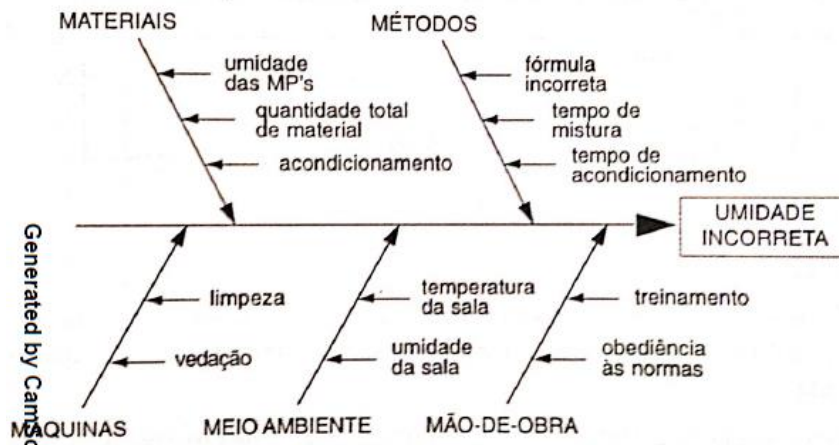 MATERIAIS
MÉTODOS
umidade
das MP's
quantidade total
de material
acondicionamento
fórmula
incorreta
tempo de
mistura
tempo de
acondicionamento
UMIDADE
INCORRETA
limpeza
vedação
temperatura
da sala
umidade
da sala
treinamento
obediência
às normas
MÁQUINAS
MEIO AMBIENTE
MÃO-DE-OBRA
Generated by